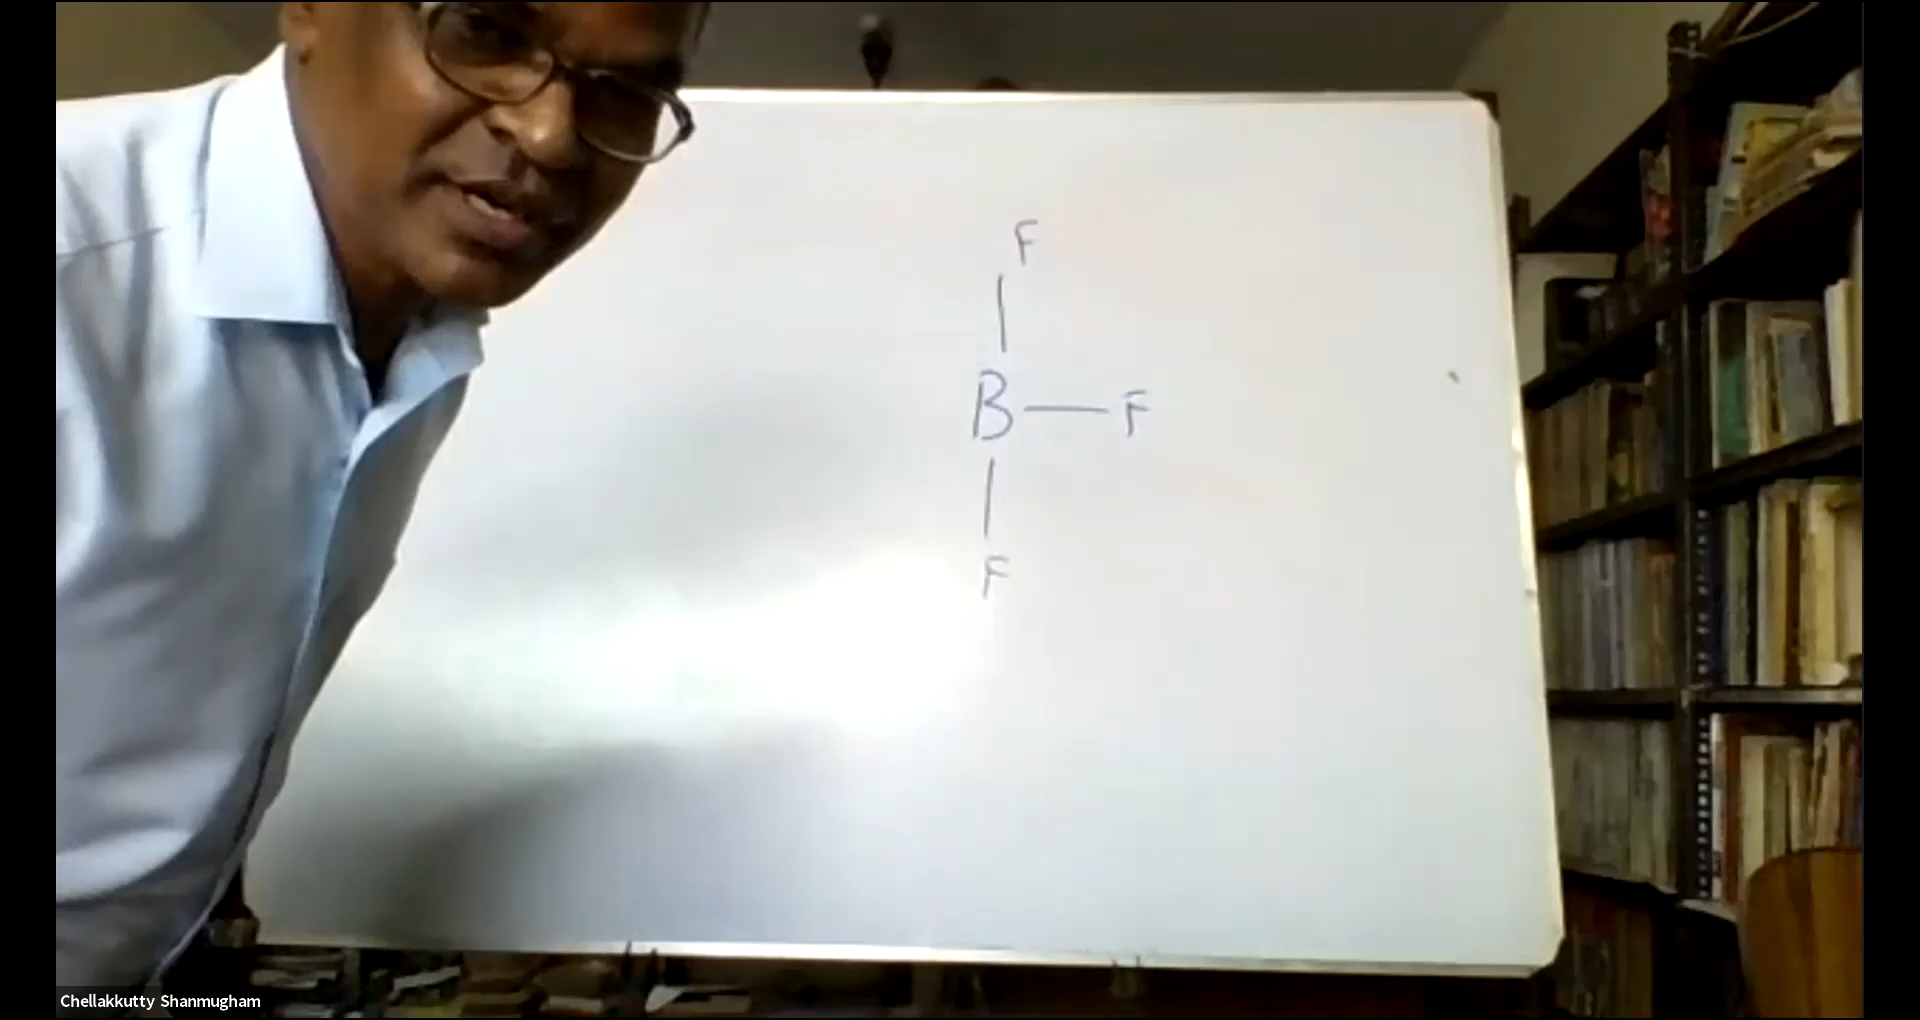 F
|
B — F
|
F
Chellakkutty Shanmugham